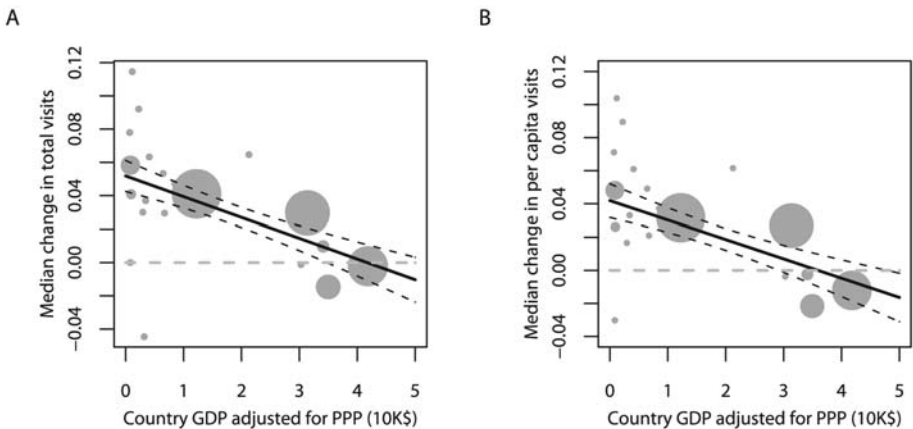 A
Median change in total visits
0.12
0.08
0.04
0.00
−0.04
0 1 2 3 4 5
Country GDP adjusted for PPP (10K$)
B
Median change in per capita visits
0.12
0.08
0.04
0.00
−0.04
0 1 2 3 4 5
Country GDP adjusted for PPP (10K$)